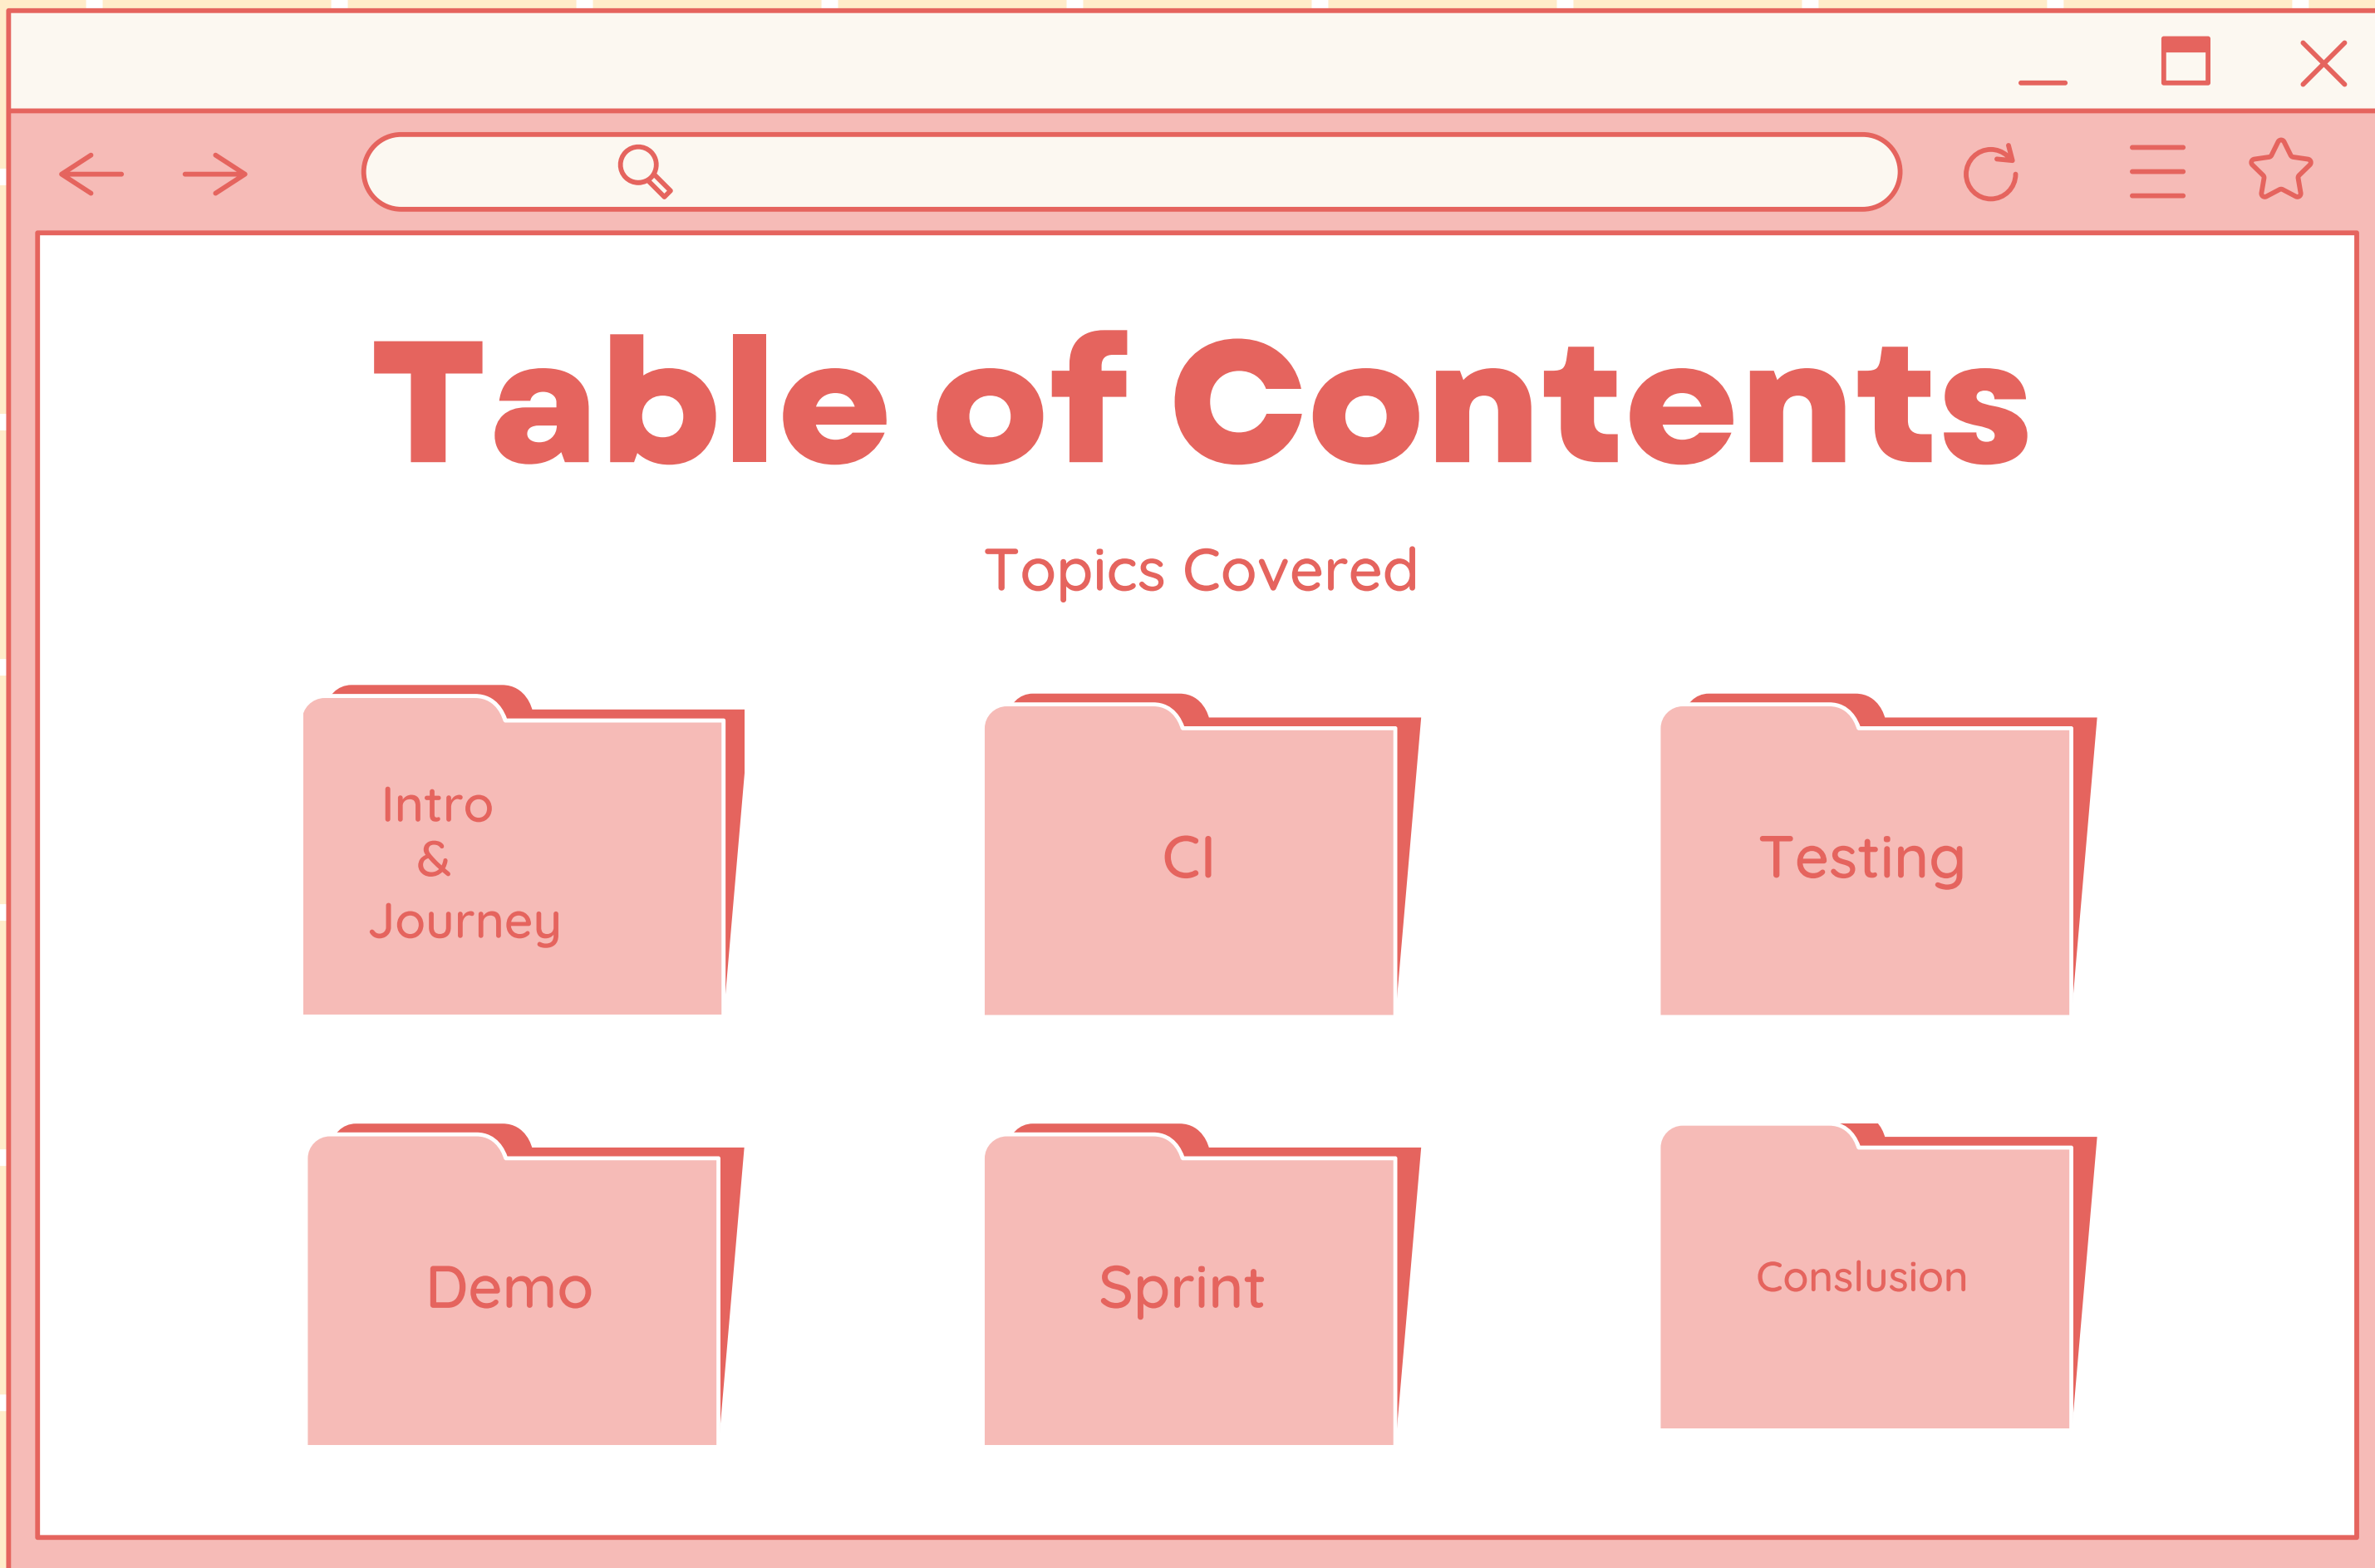 Table of Contents
Topics Covered
Intro
&
Journey
CI
Testing
Demo
Sprint
Conslusion